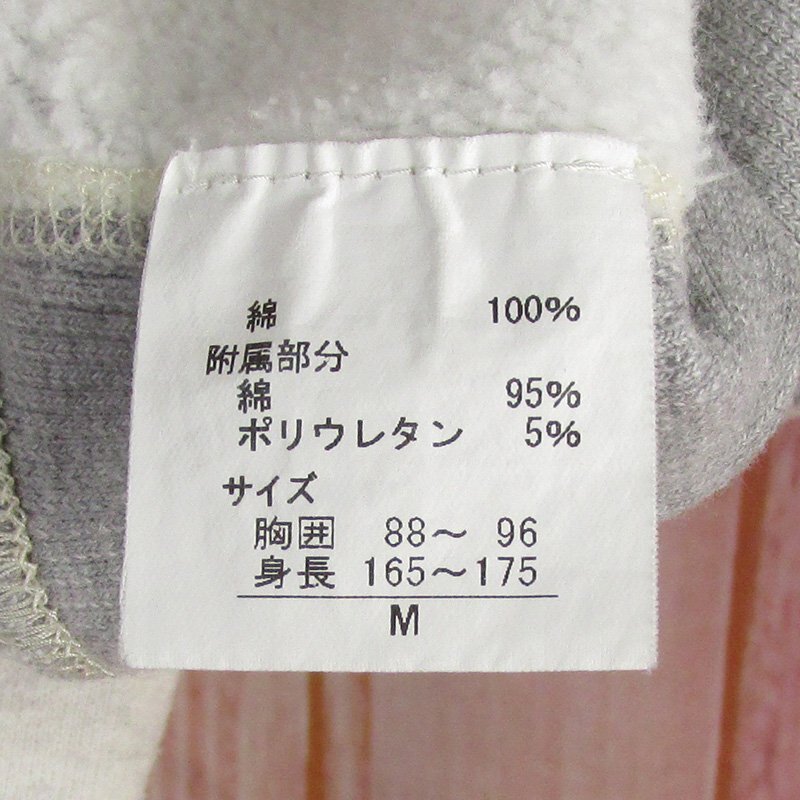 綿 100%
附属部分
綿 95%
ポリウレタン 5%
サイズ
胸囲 88～ 96
身長 165～175
M